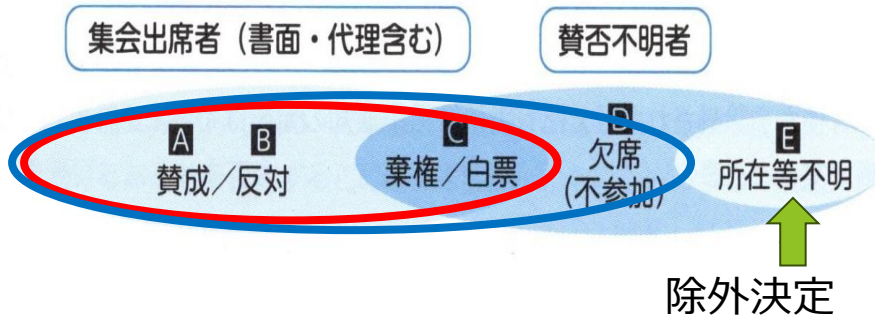 集会出席者（書面・代理含む）
賛否不明者
A B
賛成／反対
C
棄権／白票
D
欠席
(不参加)
E
所在等不明
除外決定